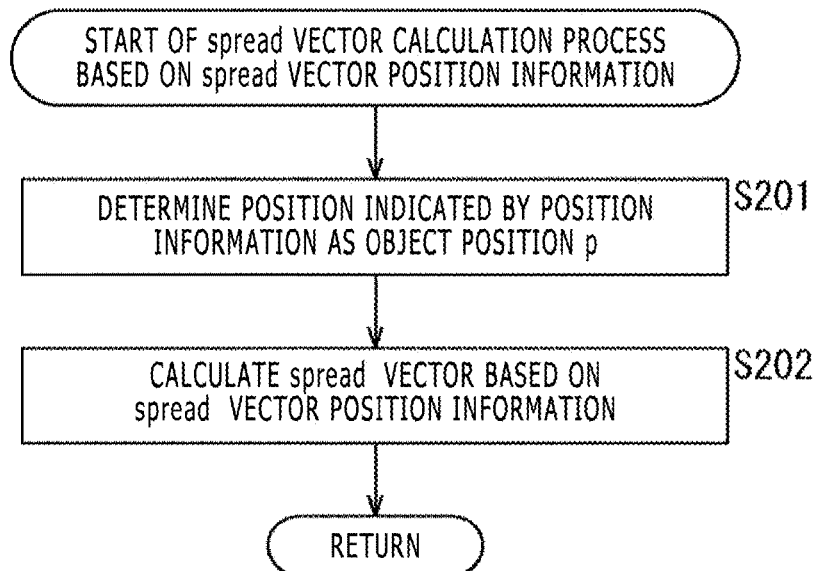 START OF spread VECTOR CALCULATION PROCESS
BASED ON spread VECTOR POSITION INFORMATION
S201
DETERMINE POSITION INDICATED BY POSITION
INFORMATION AS OBJECT POSITION p
S202
CALCULATE spread VECTOR BASED ON
spread VECTOR POSITION INFORMATION
RETURN